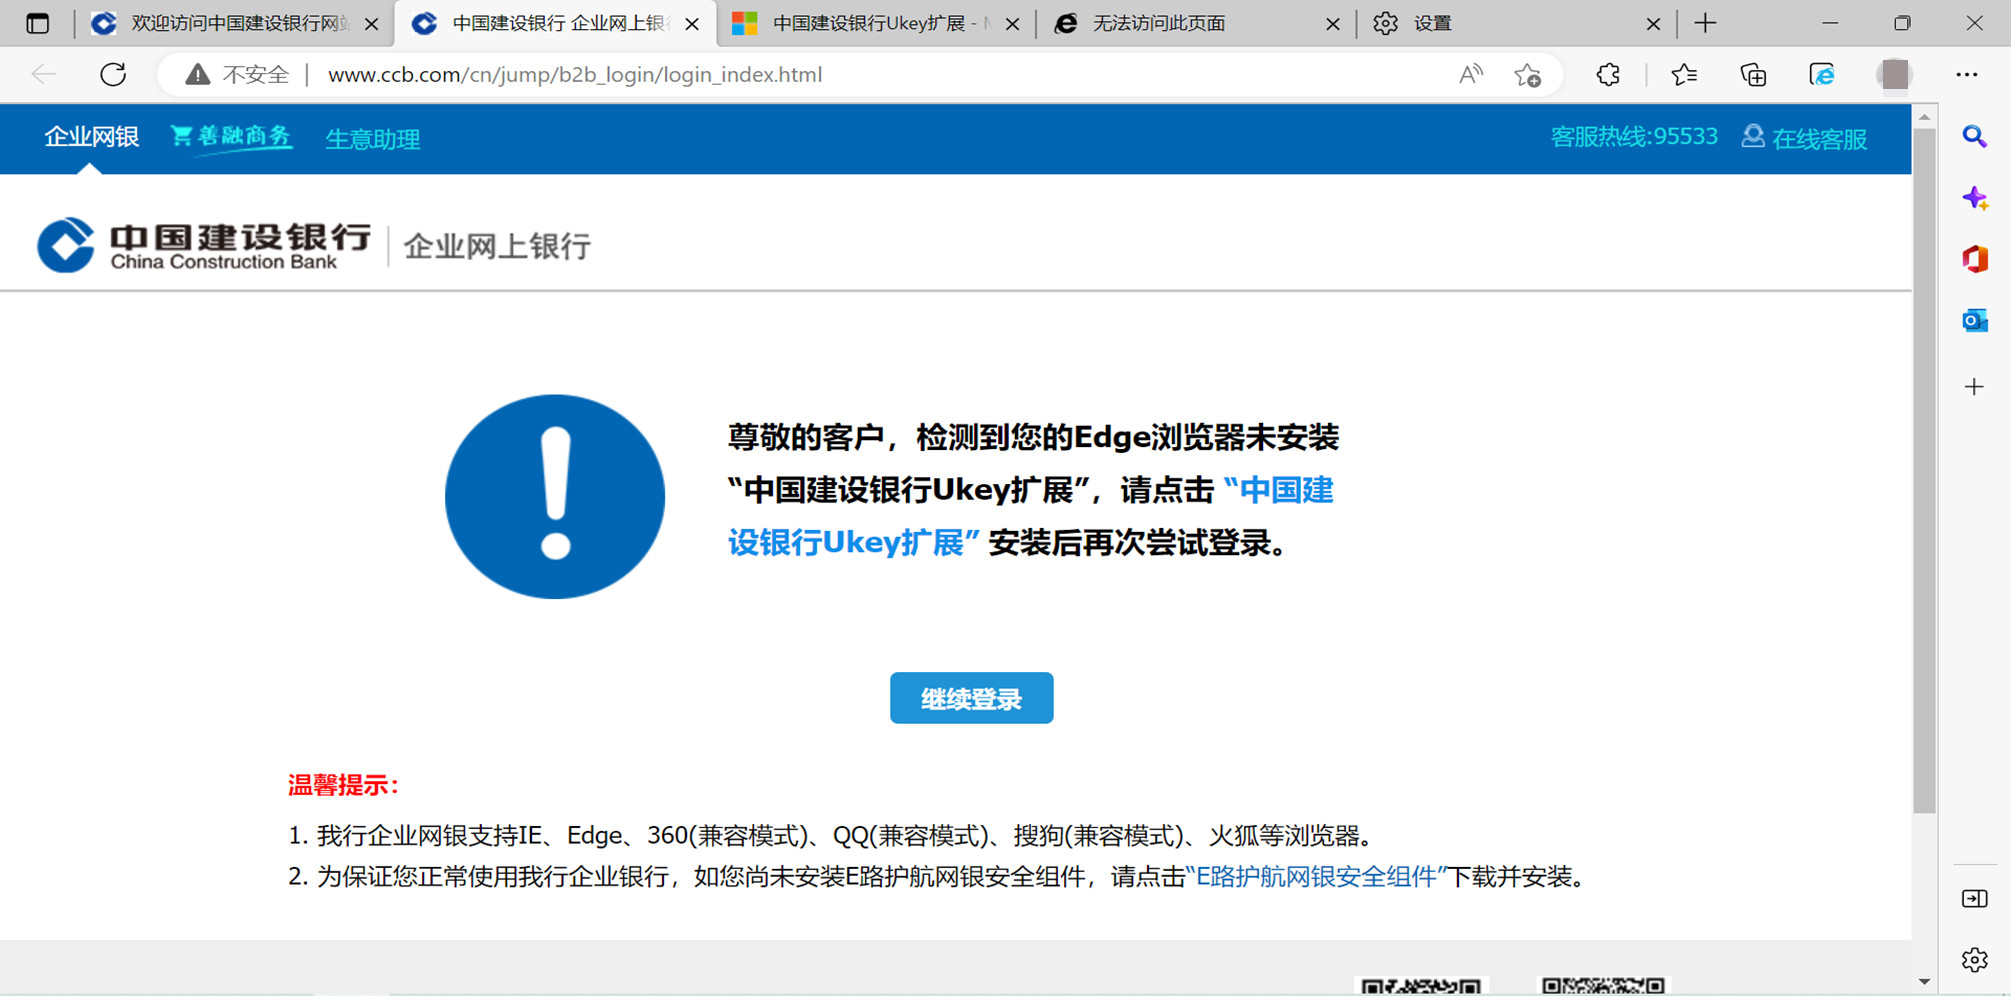 欢迎访问中国建设银行网站
中国建设银行 企业网上银行
中国建设银行Ukey扩展 -
无法访问此页面
设置
不安全 www.ccb.com/cn/jump/b2b_login/login_index.html
企业网银 善融商务 生意助理 客服热线:95533 在线客服
中国建设银行 企业网上银行
China Construction Bank
尊敬的客户，检测到您的Edge浏览器未安装
“中国建设银行Ukey扩展”，请点击 “中国建
设银行Ukey扩展” 安装后再次尝试登录。
继续登录
温馨提示：
1. 我行企业网银支持IE、Edge、360(兼容模式)、QQ(兼容模式)、搜狗(兼容模式)、火狐等浏览器。
2. 为保证您正常使用我行企业银行，如您尚未安装E路护航网银安全组件，请点击“E路护航网银安全组件”下载并安装。